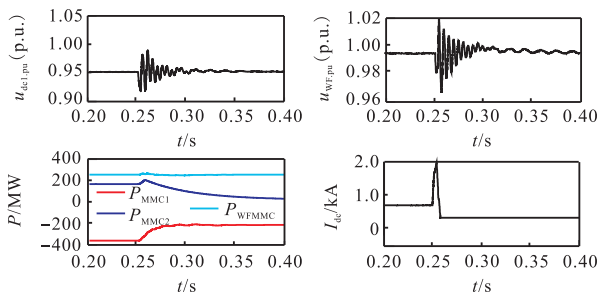 u_dc1.pu (p.u.)
1.05
1.00
0.95
0.90
0.20 0.25 0.30 0.35 0.40
t/s
u_WF.pu (p.u.)
1.02
1.00
0.98
0.96
0.20 0.25 0.30 0.35 0.40
t/s
P/MW
400
200
0
−200
−400
P_MMC1
P_MMC2
P_WFMMC
0.20 0.25 0.30 0.35 0.40
t/s
I_dc/kA
2.0
1.0
0
0.20 0.25 0.30 0.35 0.40
t/s